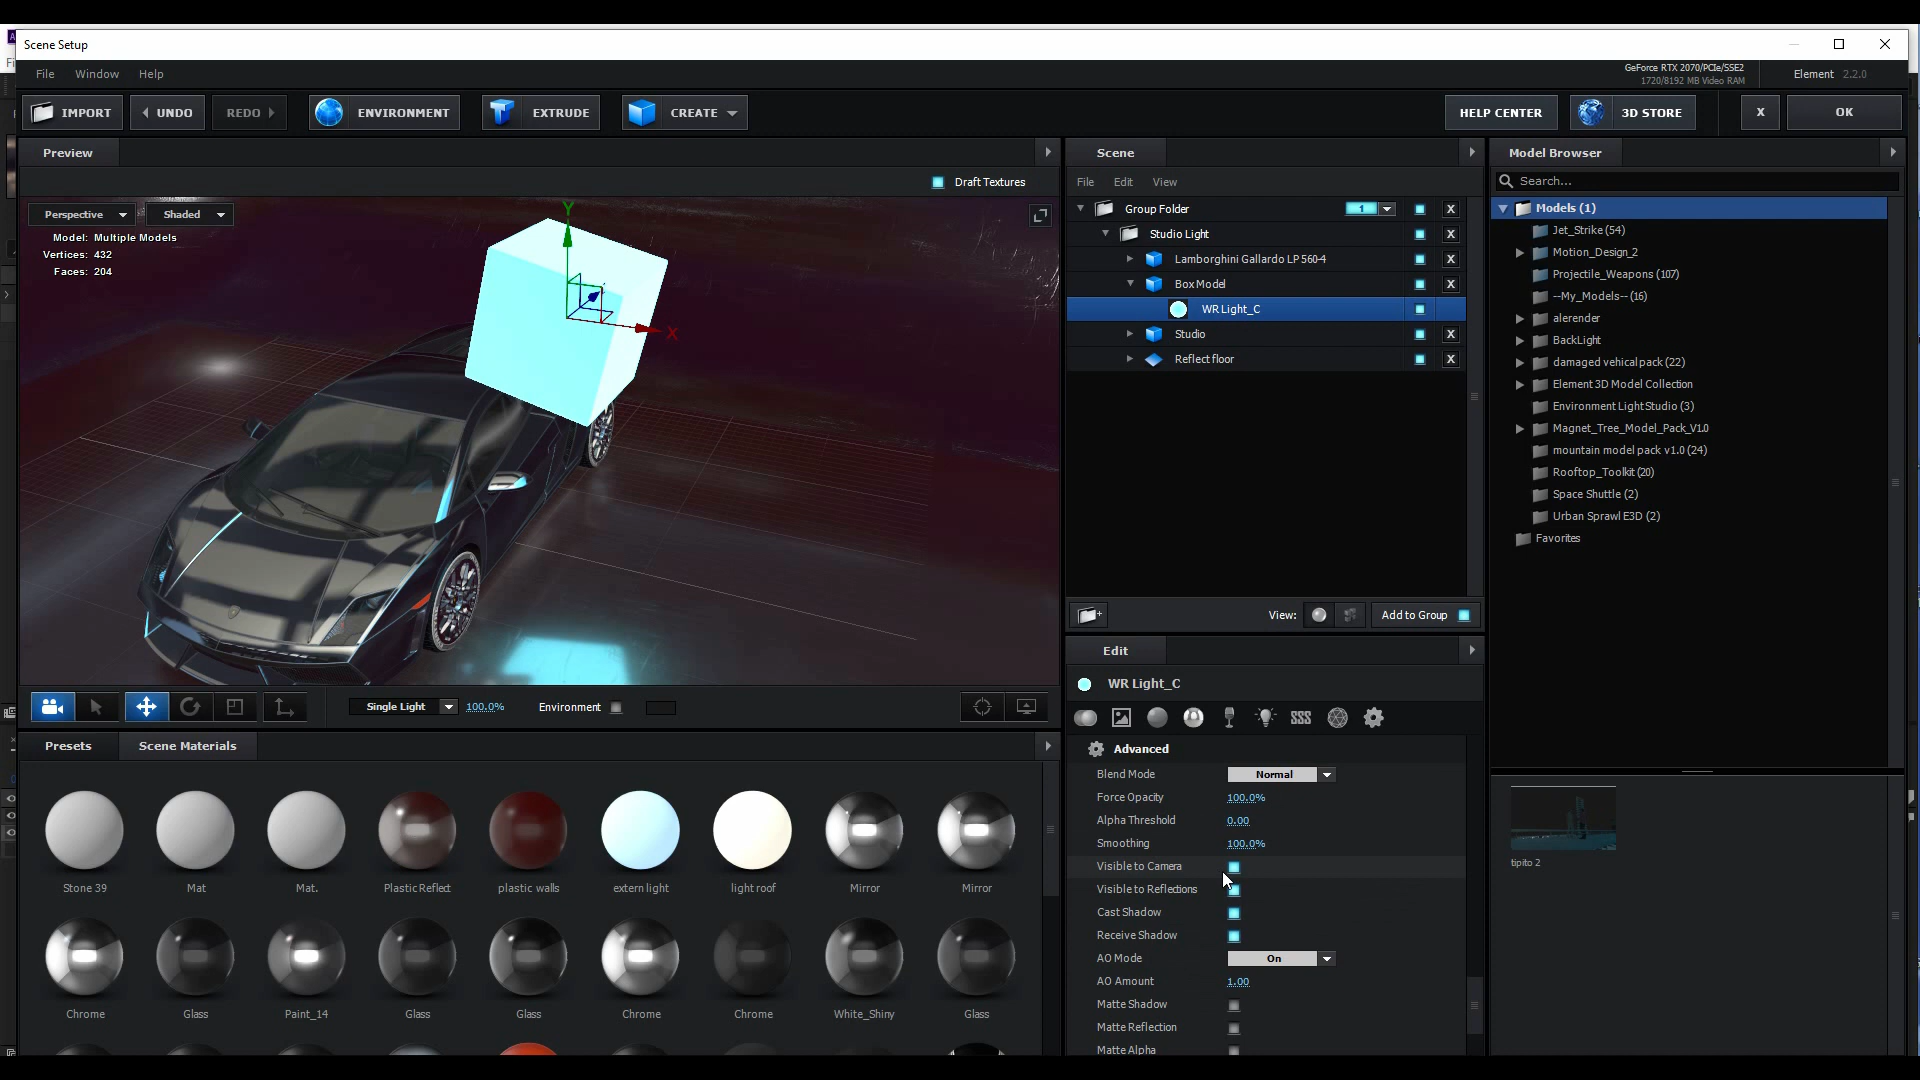 Scene Setup
File Window Help
GeForce RTX 2070/PCIe/SSE2
1720/8192 MB Video RAM
Element 2.2.0
IMPORT UNDO REDO ENVIRONMENT EXTRUDE CREATE HELP CENTER 3D STORE X OK
Preview
Draft Textures
Perspective Shaded
Model: Multiple Models
Vertices: 432
Faces: 204
Y
X
Single Light 100.0% Environment
Presets Scene Materials
Stone 39 Mat Mat. Plastic Reflect plastic walls extern light light roof Mirror Mirror
Chrome Glass Paint_14 Glass Glass Chrome Chrome White_Shiny Glass
Scene
File Edit View
Group Folder 1 X
Studio Light X
Lamborghini Gallardo LP 560-4 X
Box Model X
WR Light_C
Studio X
Reflect floor X
View: Add to Group
Edit
WR Light_C
Advanced
Blend Mode Normal
Force Opacity 100.0%
Alpha Threshold 0.00
Smoothing 100.0%
Visible to Camera
Visible to Reflections
Cast Shadow
Receive Shadow
AO Mode On
AO Amount 1.00
Matte Shadow
Matte Reflection
Matte Alpha
Model Browser
Search...
Models (1)
Jet_Strike (54)
Motion_Design_2
Projectile_Weapons (107)
--My_Models-- (16)
alerender
BackLight
damaged vehical pack (22)
Element 3D Model Collection
Environment Light Studio (3)
Magnet_Tree_Model_Pack_V1.0
mountain model pack v1.0 (24)
Rooftop_Toolkit (20)
Space Shuttle (2)
Urban Sprawl E3D (2)
Favorites
tipito 2